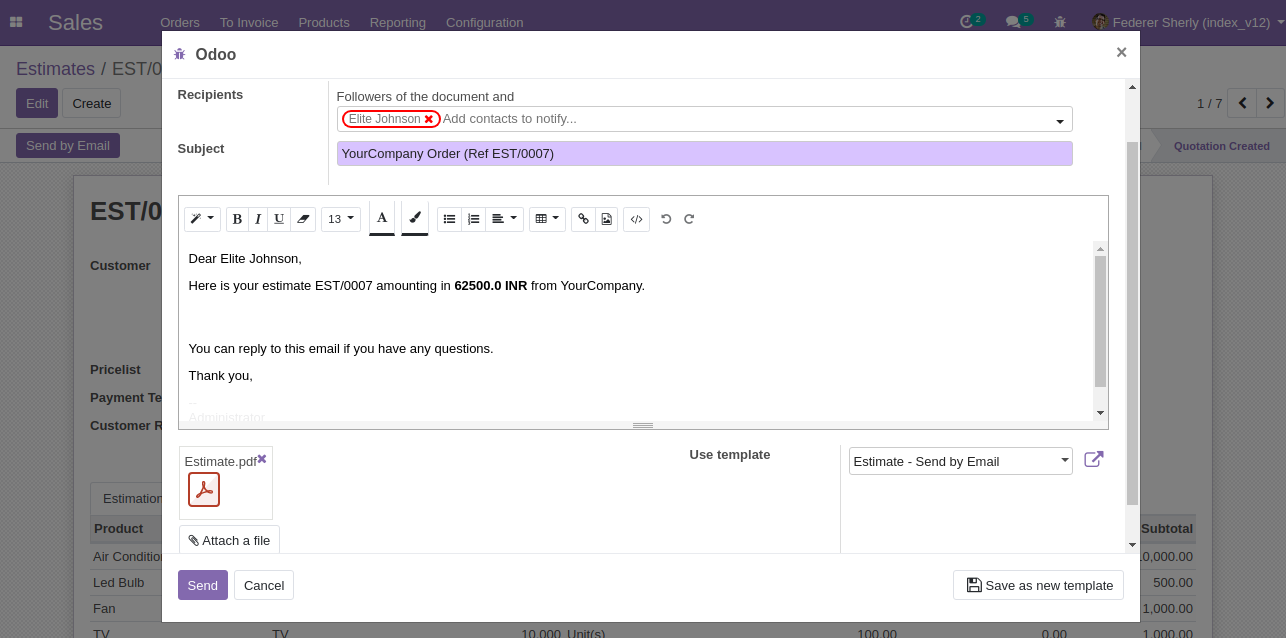 Sales Orders To Invoice Products Reporting Configuration 2 5 Federer Sherly (index_v12)
Odoo ×
Estimates / EST/0
Edit Create
1 / 7
Send by Email
Quotation Created
Recipients
Followers of the document and
Elite Johnson Add contacts to notify...
Subject
YourCompany Order (Ref EST/0007)
B I U 13 A </>
Dear Elite Johnson,
Here is your estimate EST/0007 amounting in 62500.0 INR from YourCompany.
You can reply to this email if you have any questions.
Thank you,
--
Administrator
Estimate.pdf
Use template
Estimate - Send by Email
Attach a file
Send Cancel
Save as new template
EST/0
Customer
Pricelist
Payment Te
Customer R
Estimation
Product Subtotal
Air Condition 0,000.00
Led Bulb 500.00
Fan 1,000.00
TV TV 10.000 Unit(s) 100.00 0.00 1,000.00